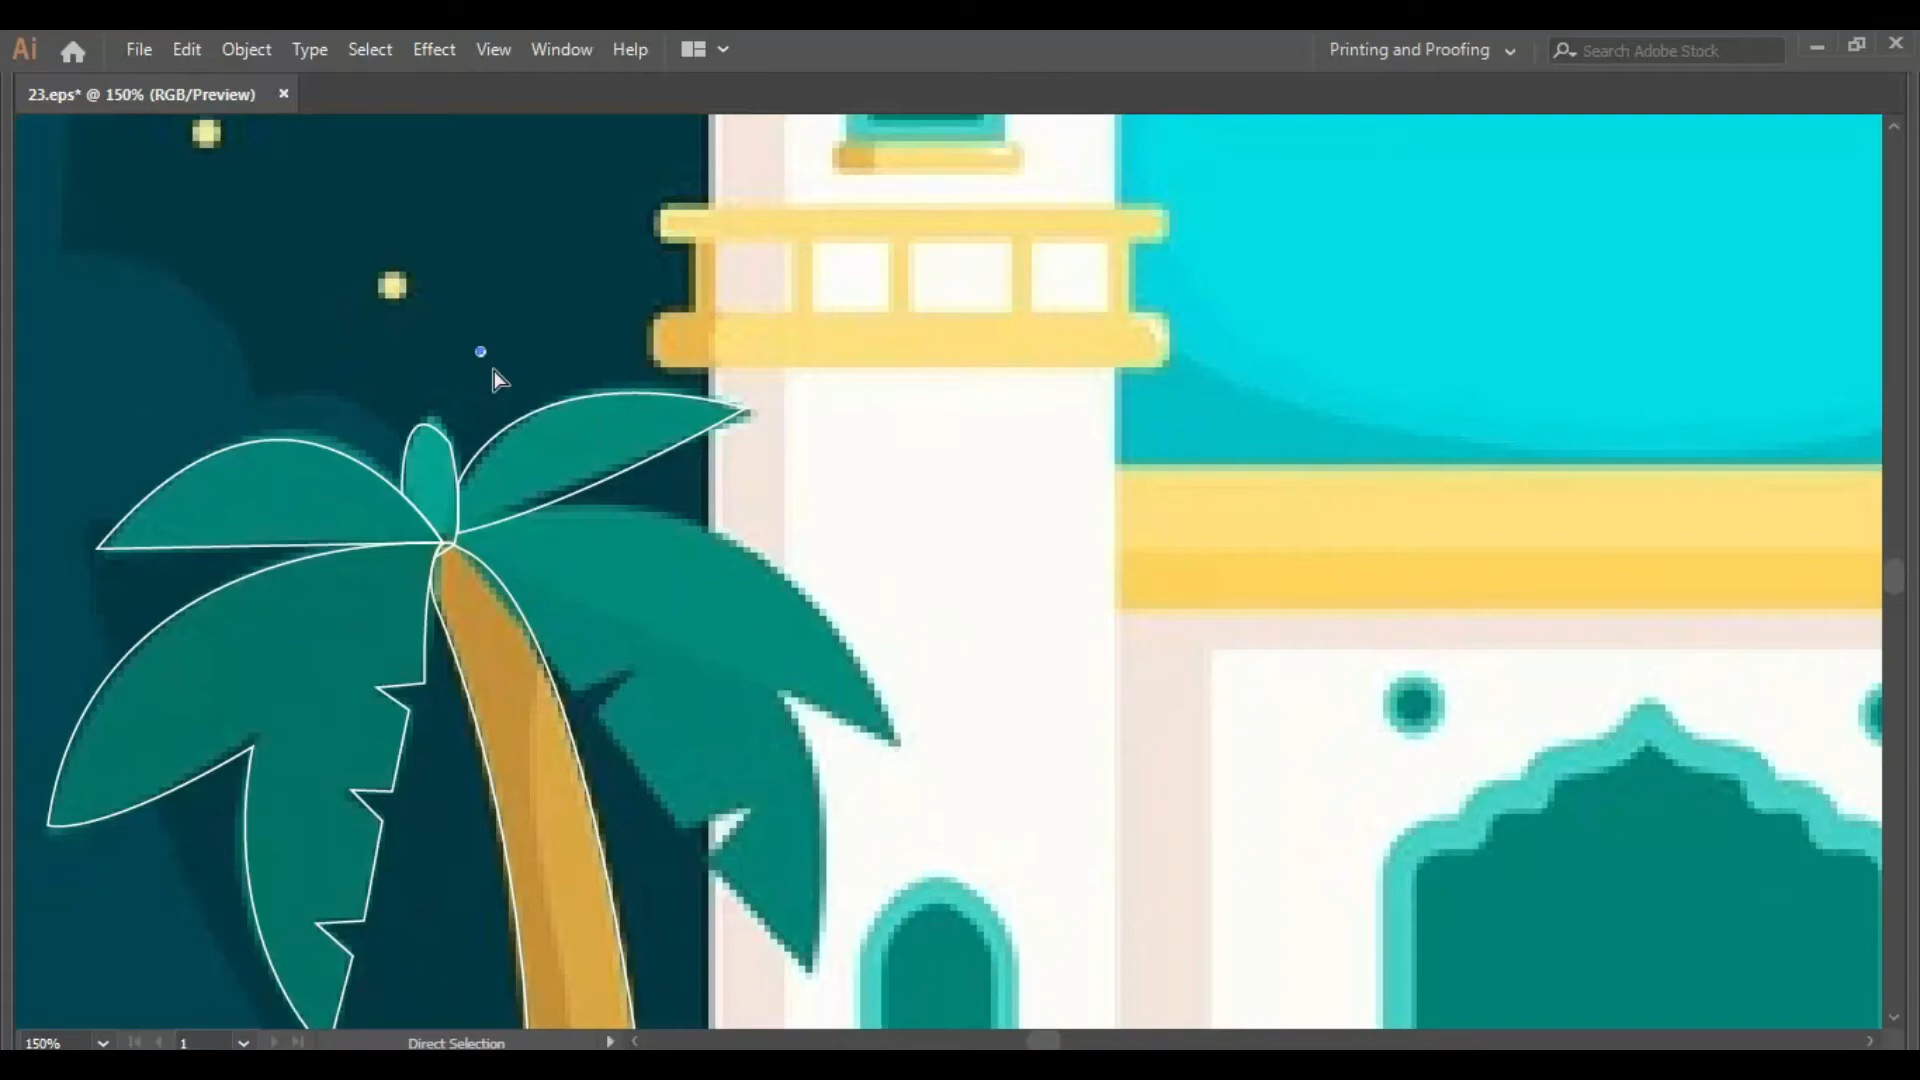 Ai File Edit Object Type Select Effect View Window Help Printing and Proofing Search Adobe Stock
23.eps* @ 150% (RGB/Preview) ×
150% 1 Direct Selection